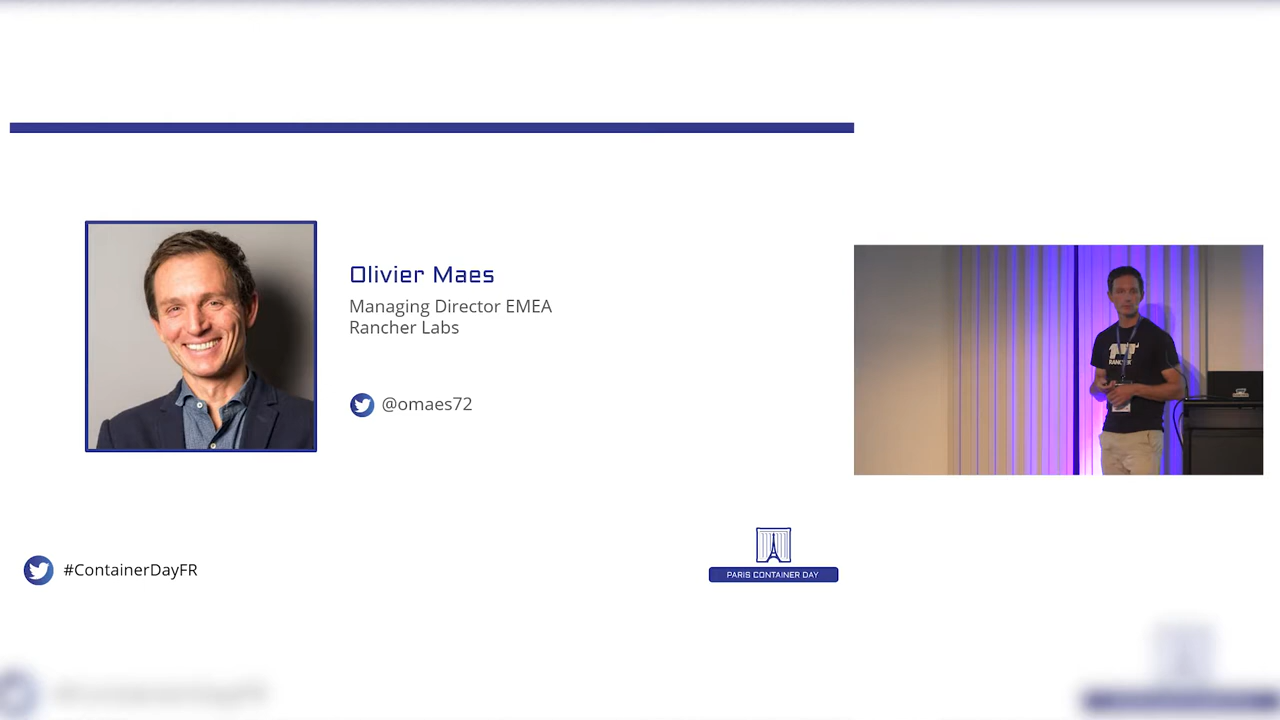 Olivier Maes
Managing Director EMEA
Rancher Labs
@omaes72
#ContainerDayFR
PARIS CONTAINER DAY